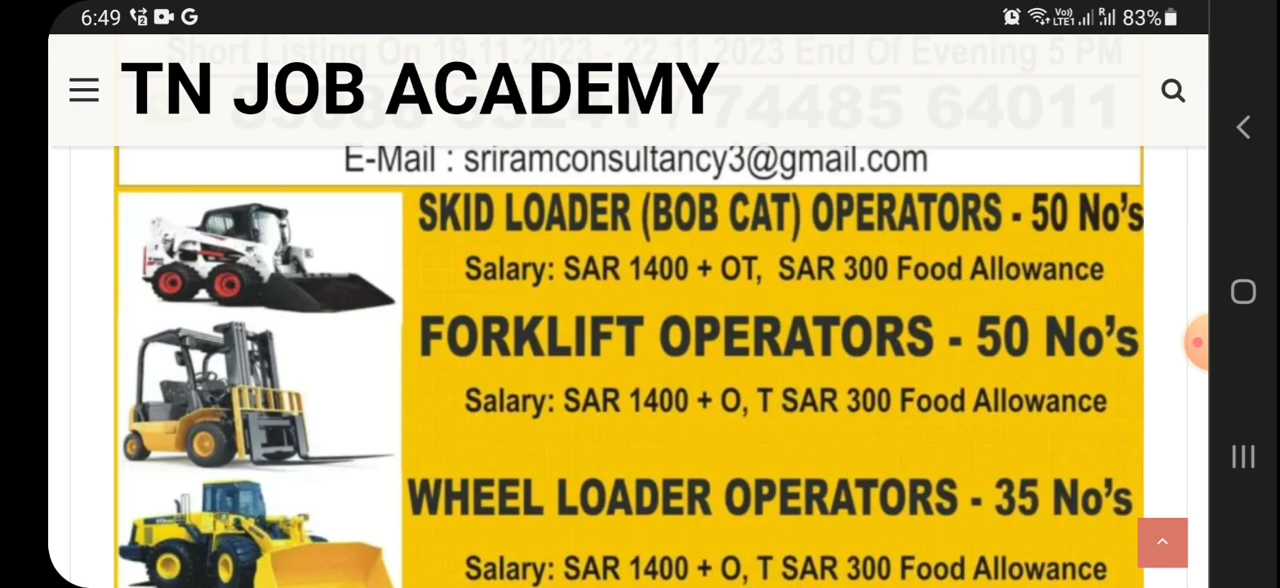 6:49
Vo)) LTE1 R 83%
Short Listing On 19.11.2023 - 22.11.2023 End Of Evening 5 PM
TN JOB ACADEMY
/ 74485 64011
E-Mail : sriramconsultancy3@gmail.com
SKID LOADER (BOB CAT) OPERATORS - 50 No's
Salary: SAR 1400 + OT, SAR 300 Food Allowance
FORKLIFT OPERATORS - 50 No's
Salary: SAR 1400 + O, T SAR 300 Food Allowance
WHEEL LOADER OPERATORS - 35 No's
Salary: SAR 1400 + O, T SAR 300 Food Allowance